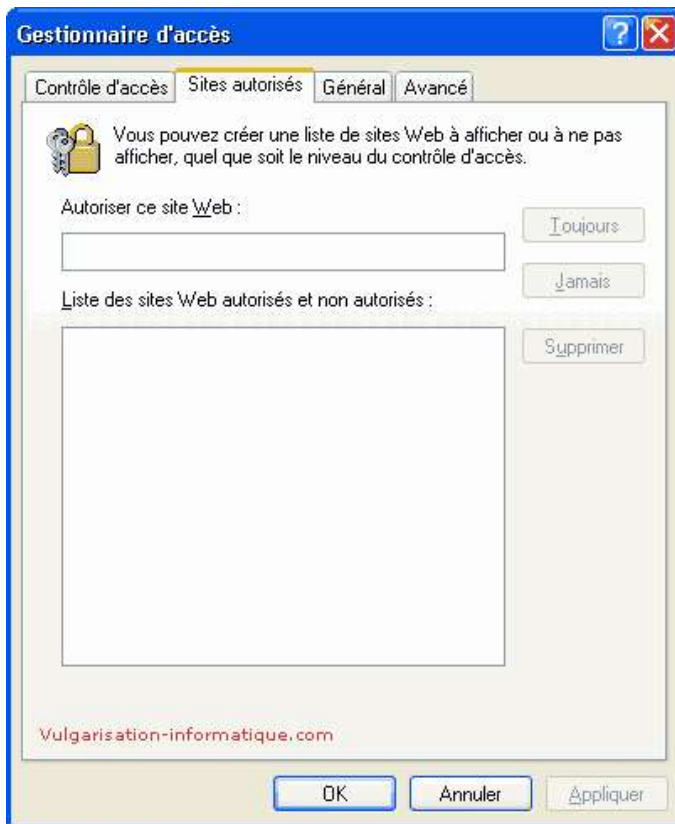 Gestionnaire d'accès
Contrôle d'accès Sites autorisés Général Avancé
Vous pouvez créer une liste de sites Web à afficher ou à ne pas
afficher, quel que soit le niveau du contrôle d'accès.
Autoriser ce site Web :
Toujours
Jamais
Liste des sites Web autorisés et non autorisés :
Supprimer
Vulgarisation-informatique.com
OK Annuler Appliquer